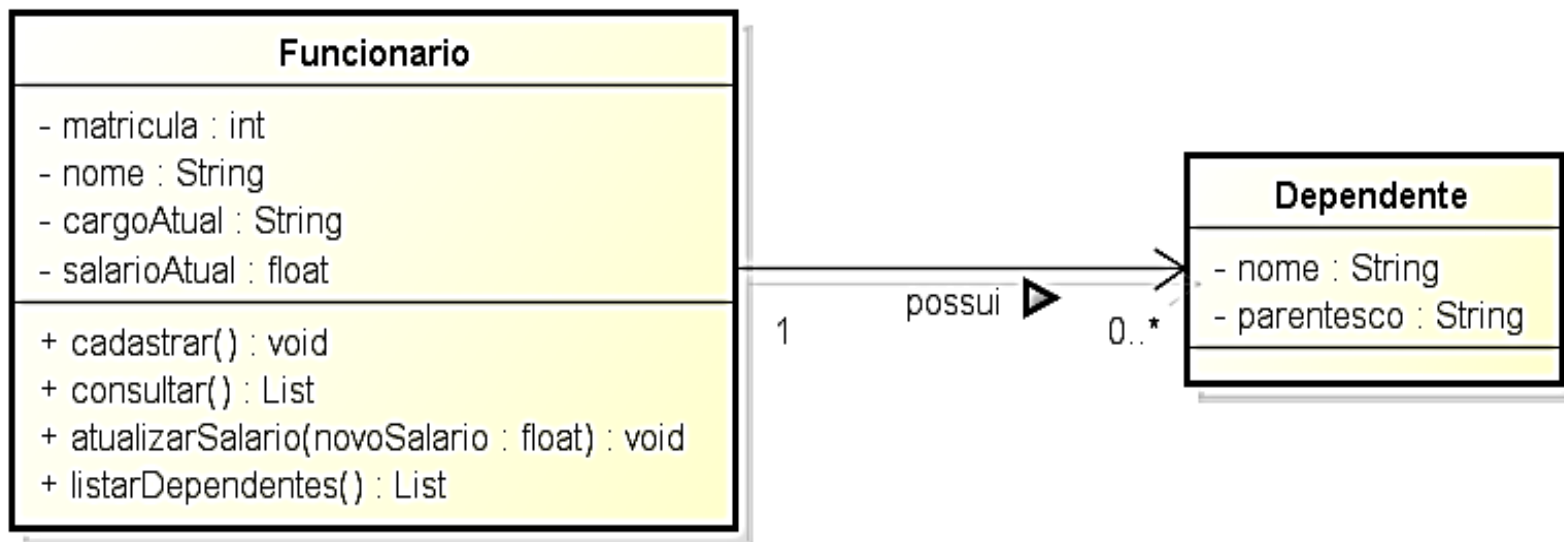 Funcionario
- matricula : int
- nome : String
- cargoAtual : String
- salarioAtual : float
+ cadastrar() : void
+ consultar() : List
+ atualizarSalario(novoSalario : float) : void
+ listarDependentes() : List
possui
1
0..*
Dependente
- nome : String
- parentesco : String